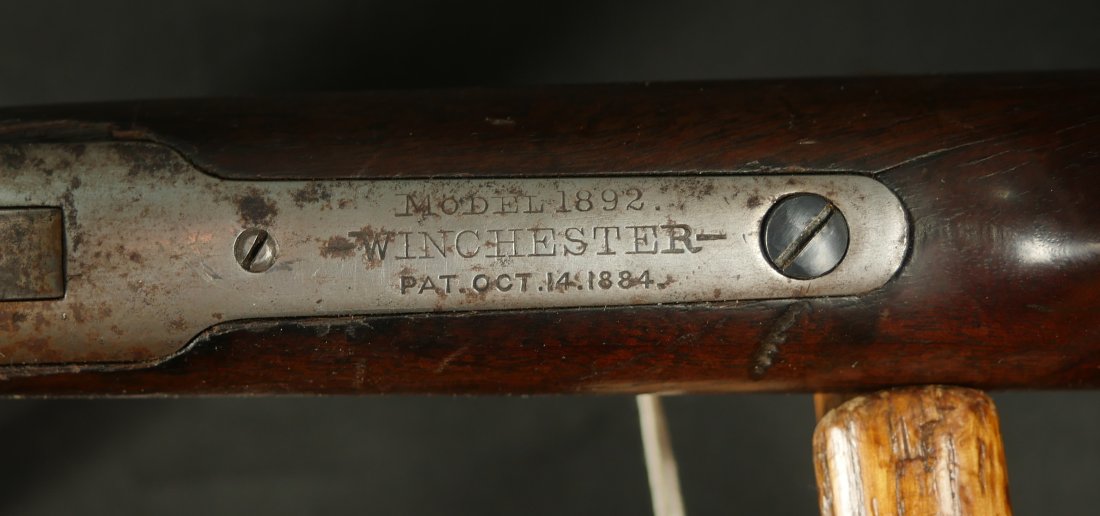 MODEL 1892.
-WINCHESTER-
PAT. OCT. 14. 1884.